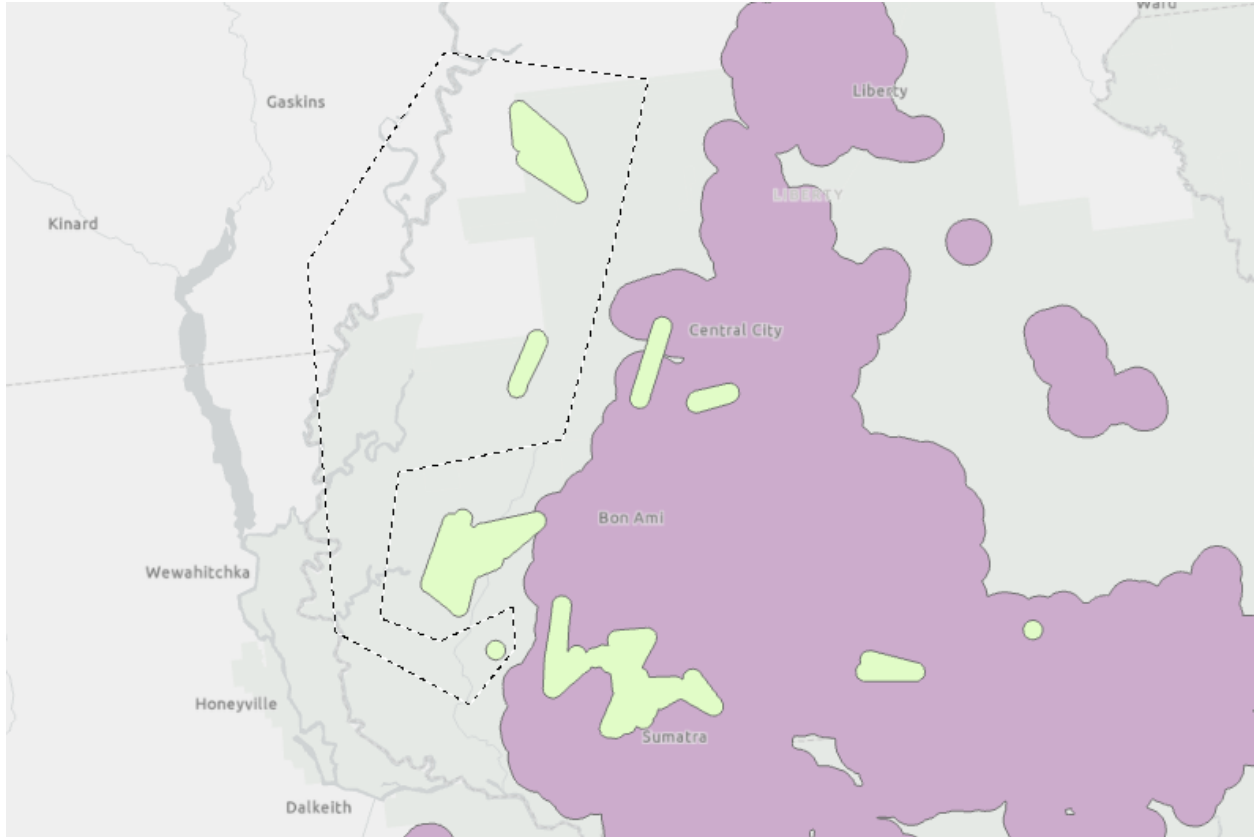 Ward
Liberty
Gaskins
LIBERTY
Kinard
Central City
Bon Ami
Wewahitchka
Honeyville
Sumatra
Dalkeith